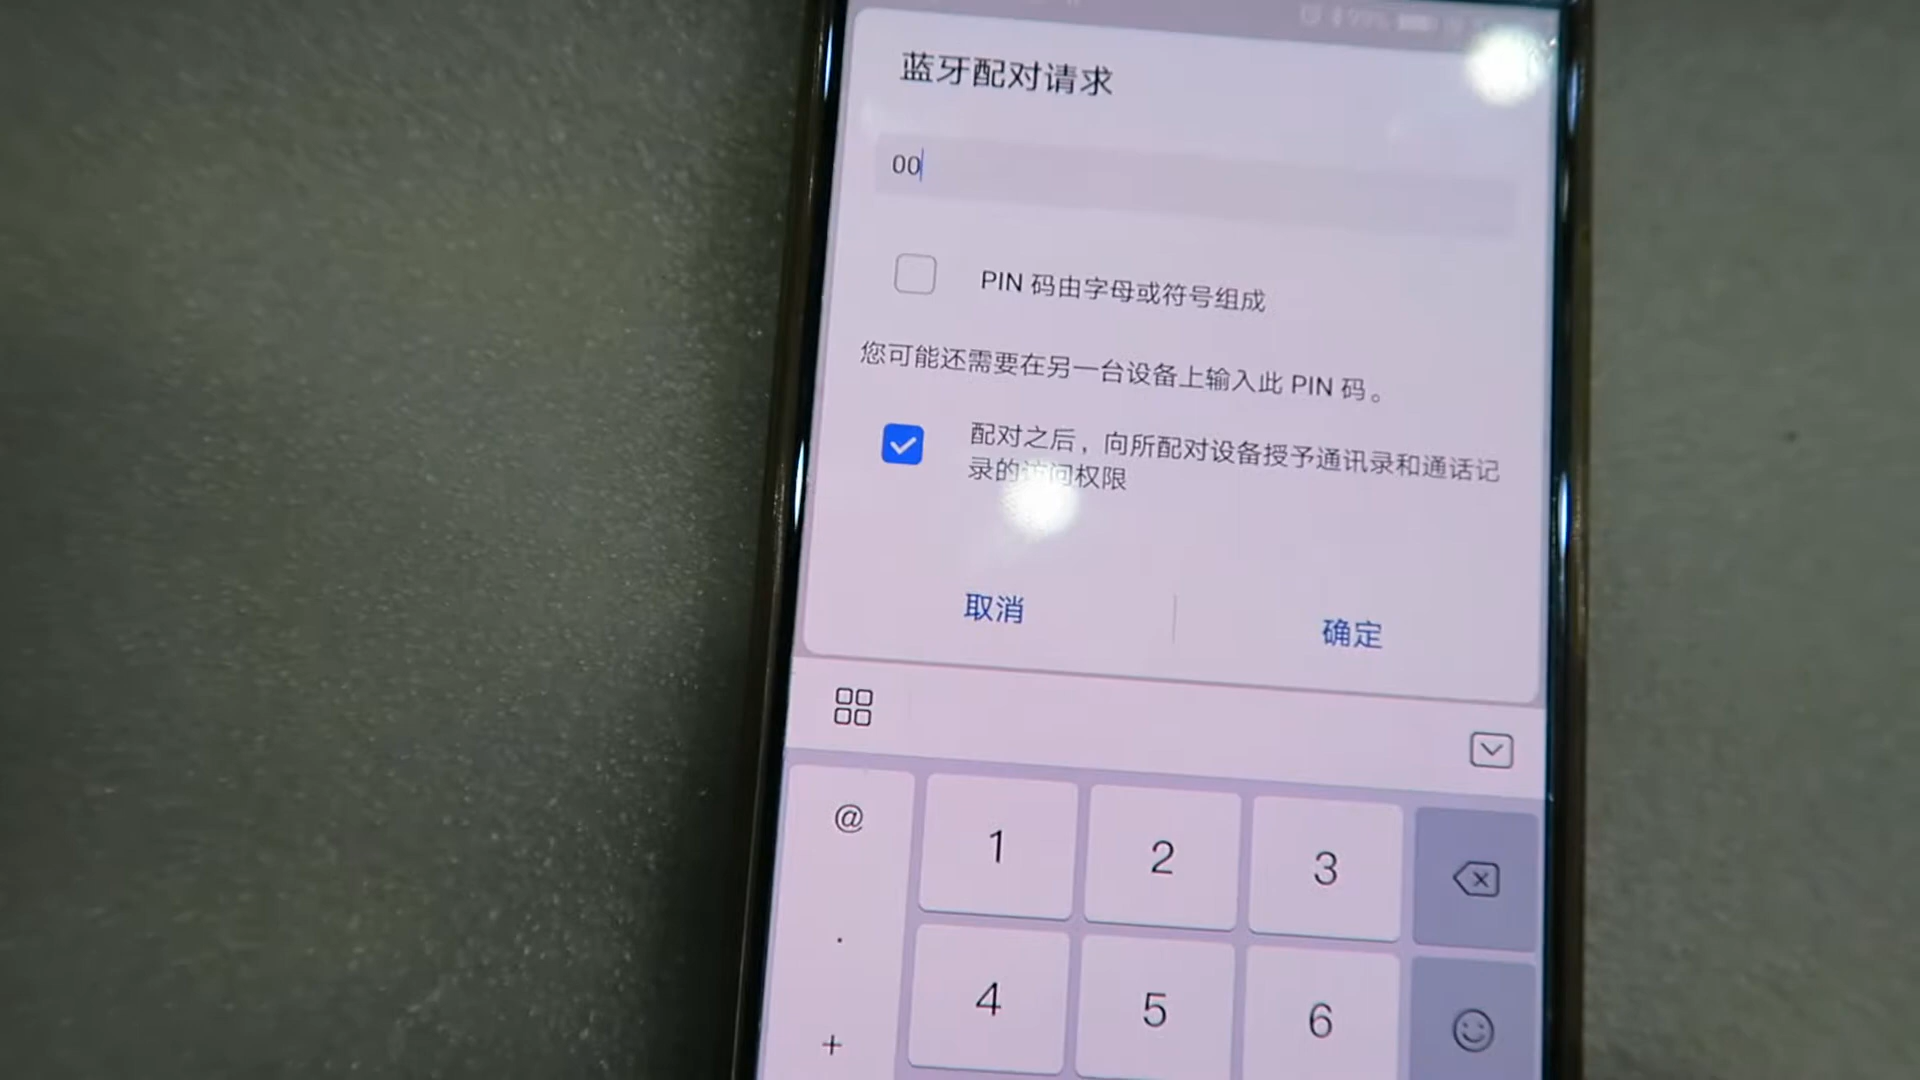 蓝牙配对请求
00
PIN 码由字母或符号组成
您可能还需要在另一台设备上输入此 PIN 码。
配对之后，向所配对设备授予通讯录和通话记
录的访问权限
取消
确定
@
1
2
3
.
4
5
6
+